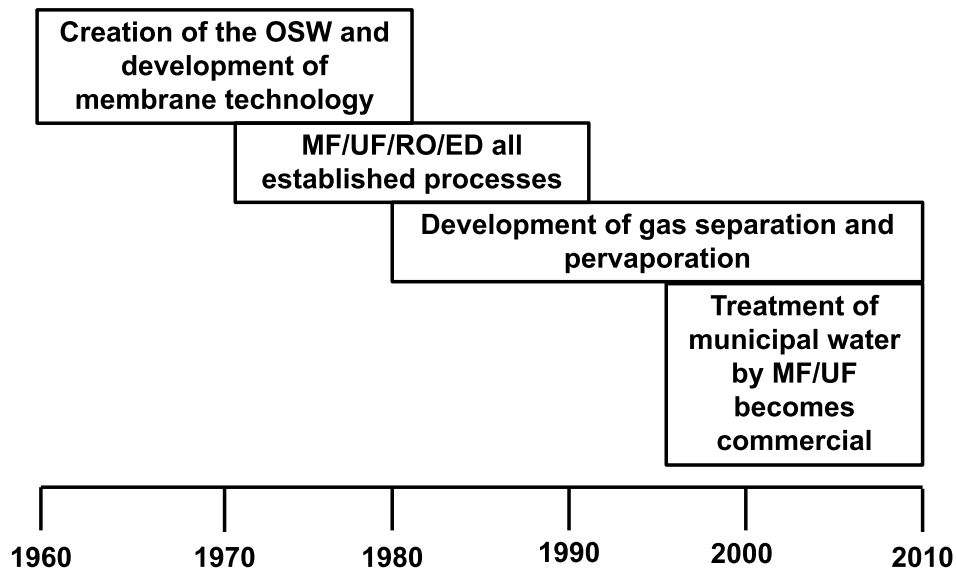 Creation of the OSW and
development of
membrane technology
MF/UF/RO/ED all
established processes
Development of gas separation and
pervaporation
Treatment of
municipal water
by MF/UF
becomes
commercial
1960
1970
1980
1990
2000
2010